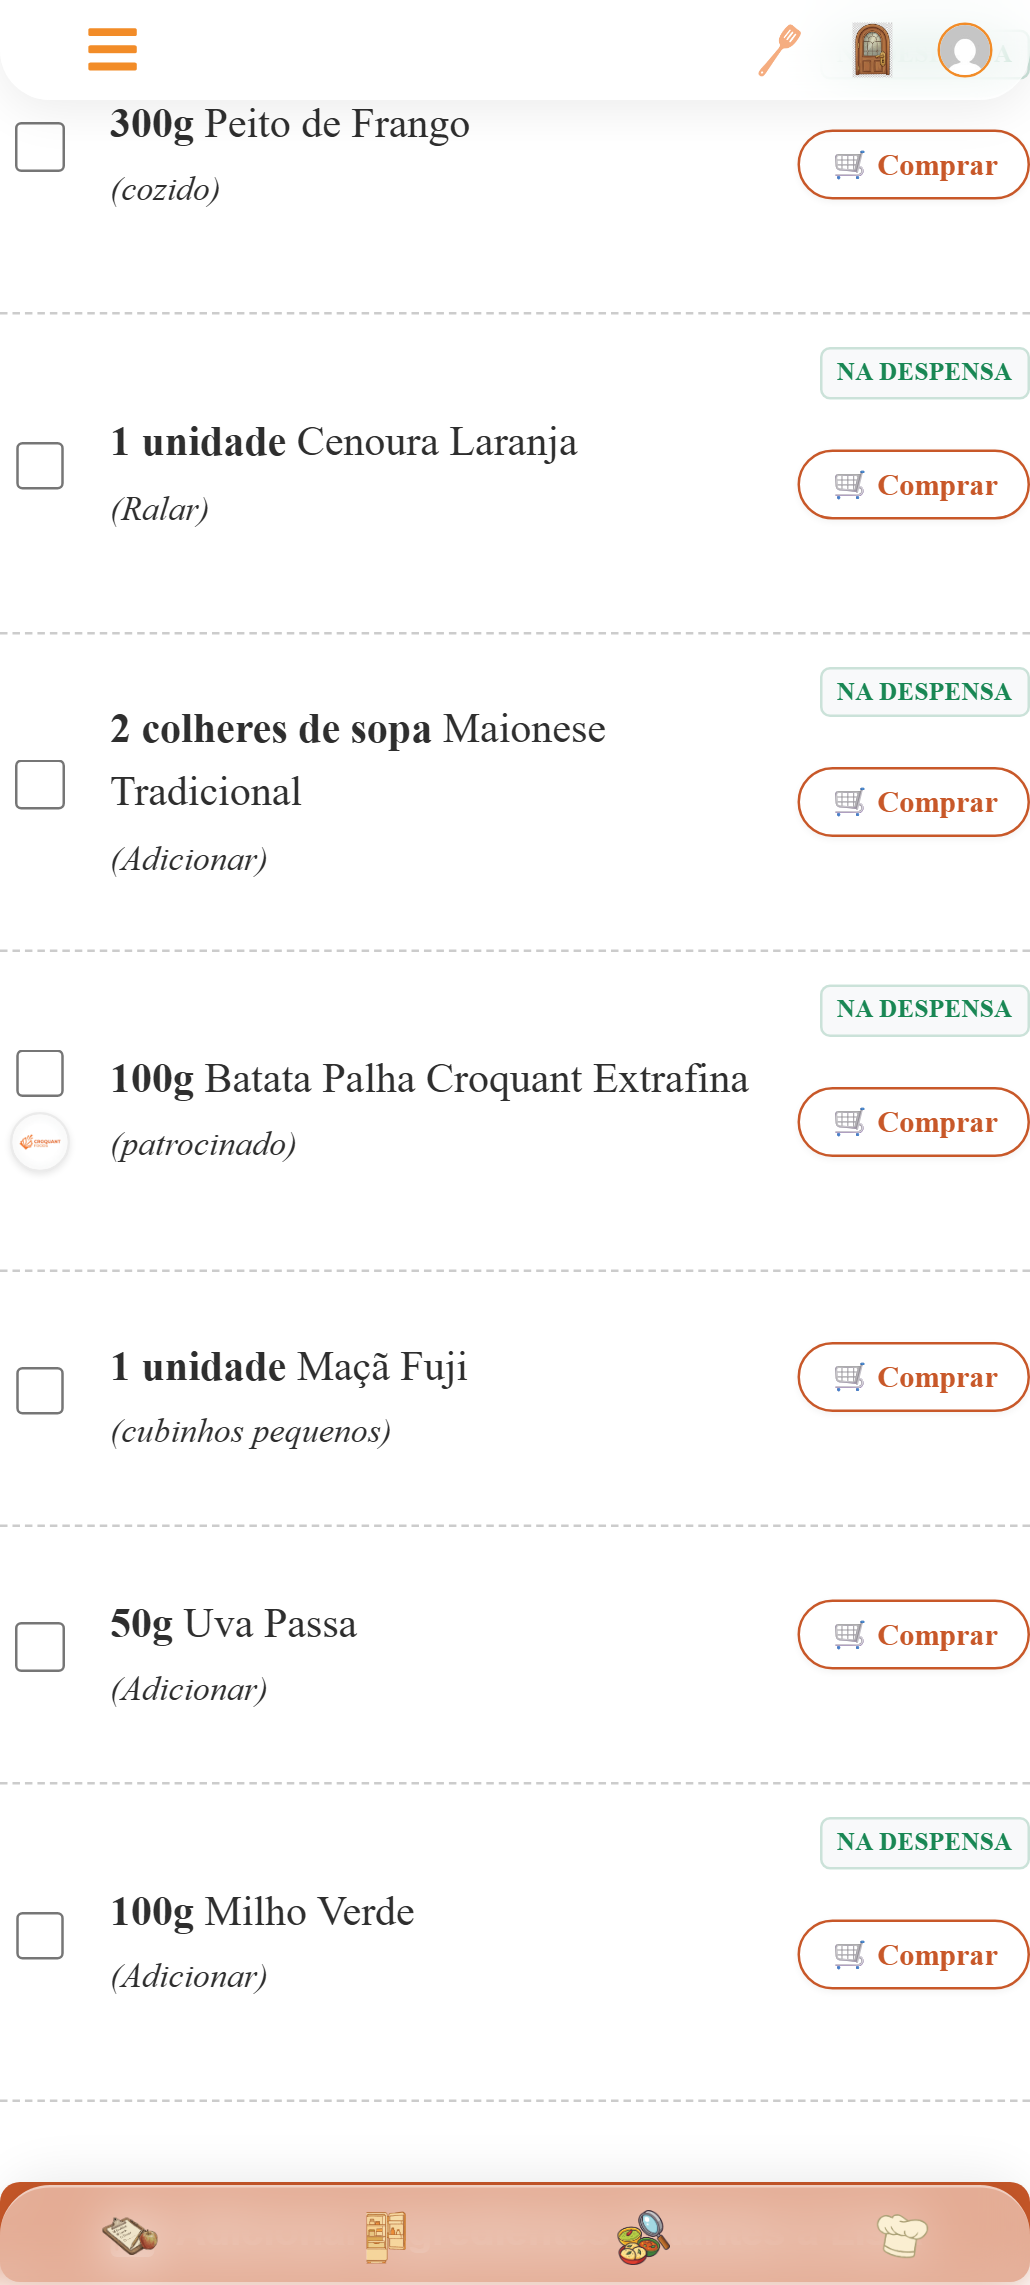 300g Peito de Frango
(cozido)
Comprar
NA DESPENSA
1 unidade Cenoura Laranja
(Ralar)
Comprar
NA DESPENSA
2 colheres de sopa Maionese
Tradicional
(Adicionar)
Comprar
NA DESPENSA
100g Batata Palha Croquant Extrafina
CROQUANT
(patrocinado)
Comprar
1 unidade Maçã Fuji
(cubinhos pequenos)
Comprar
50g Uva Passa
(Adicionar)
Comprar
NA DESPENSA
100g Milho Verde
(Adicionar)
Comprar